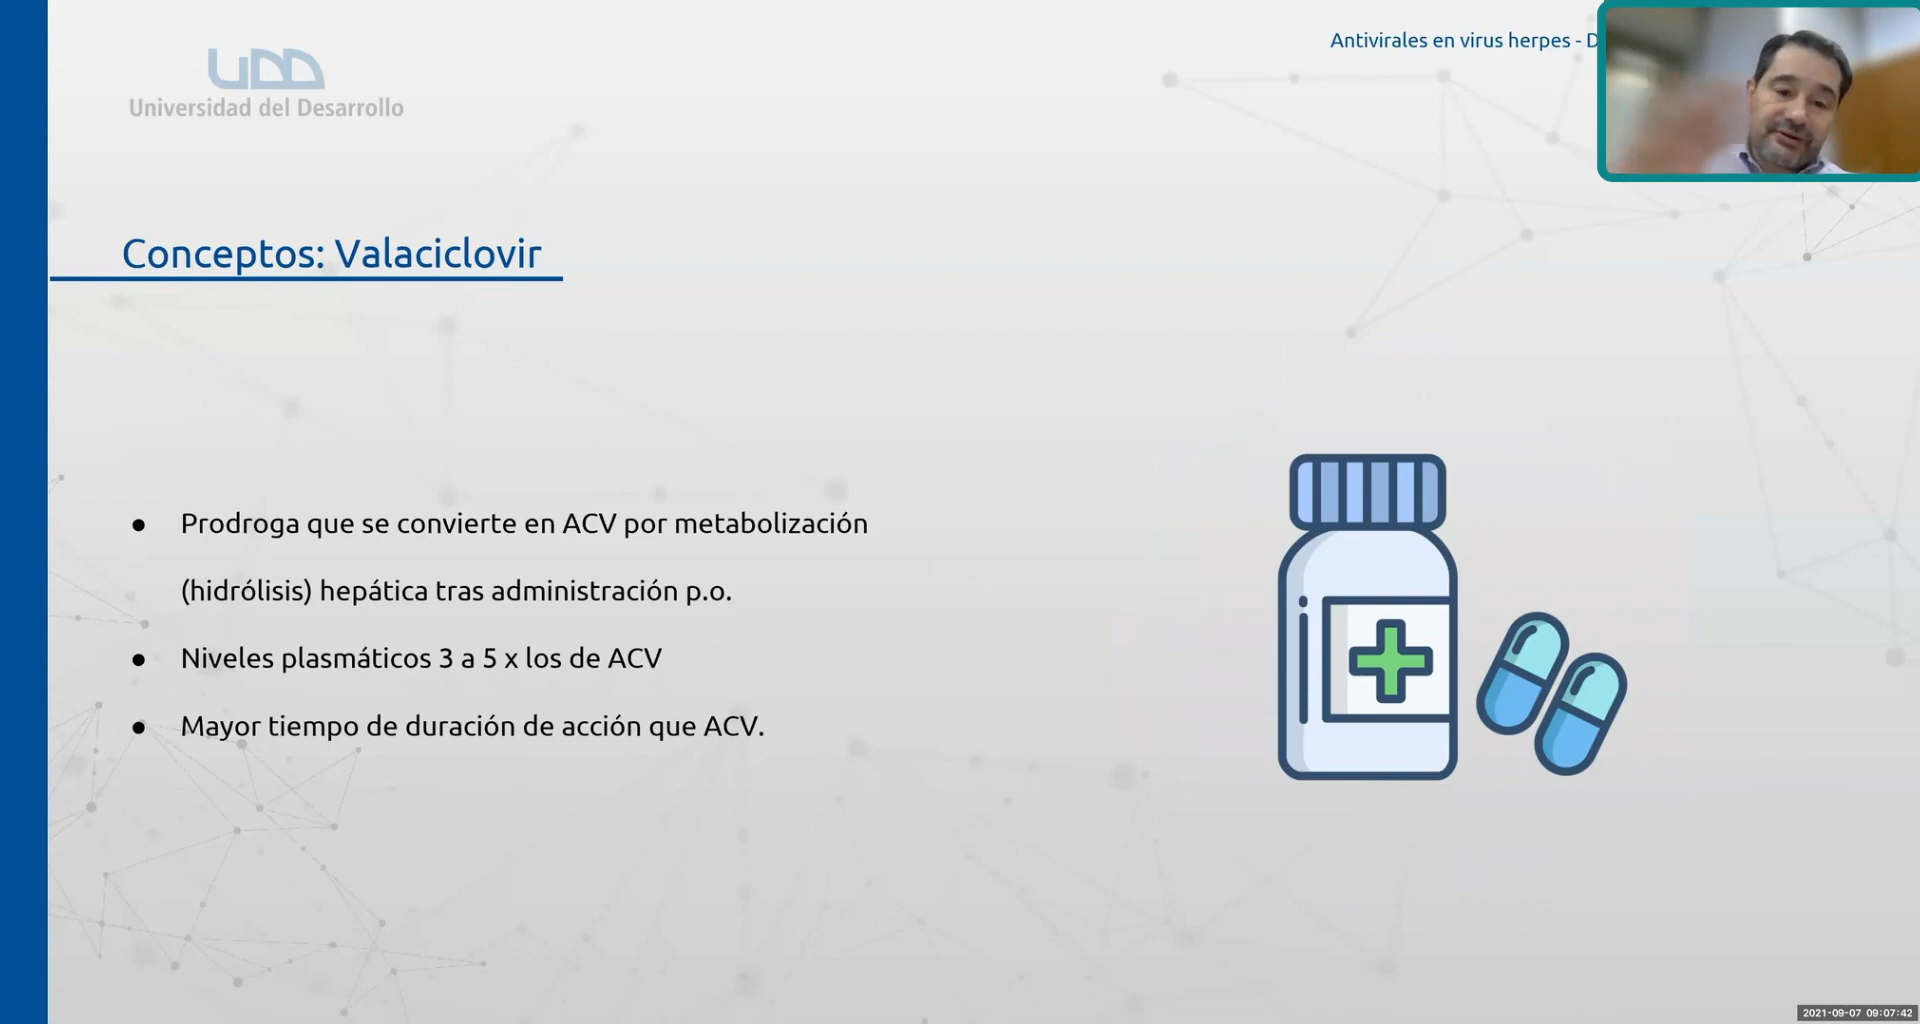 UDD
Universidad del Desarrollo
Antivirales en virus herpes - D
Conceptos: Valaciclovir
● Prodroga que se convierte en ACV por metabolización
(hidrólisis) hepática tras administración p.o.
● Niveles plasmáticos 3 a 5 x los de ACV
● Mayor tiempo de duración de acción que ACV.
2021-09-07 09:07:42